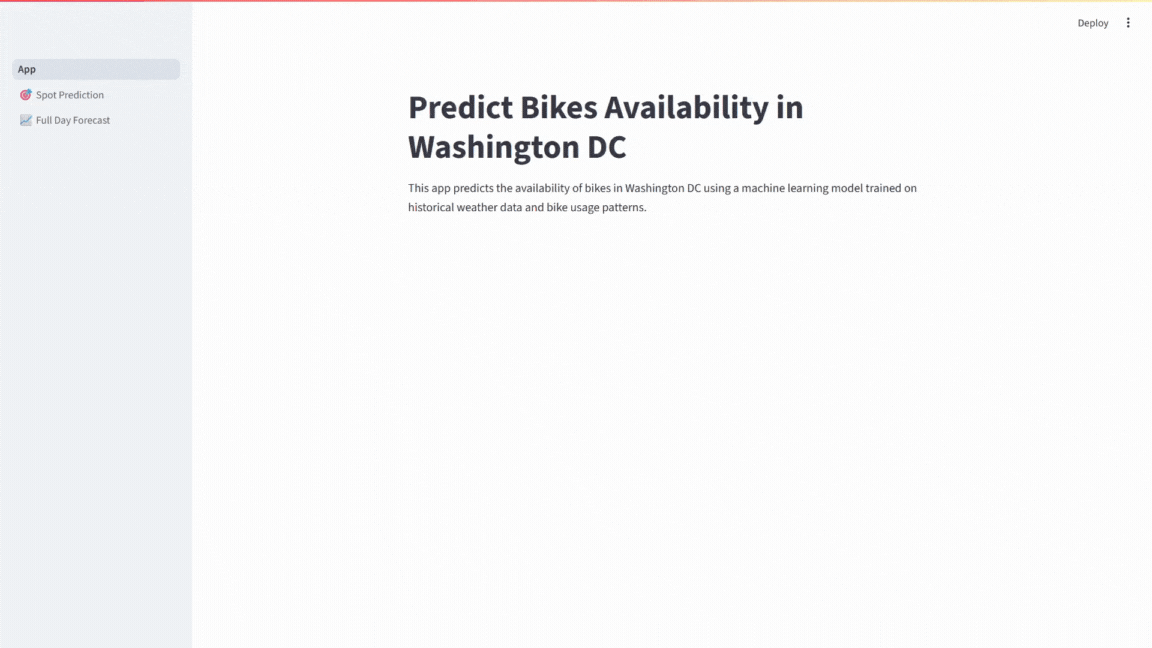 Deploy
App
Spot Prediction
Full Day Forecast
Predict Bikes Availability in
Washington DC
This app predicts the availability of bikes in Washington DC using a machine learning model trained on
historical weather data and bike usage patterns.